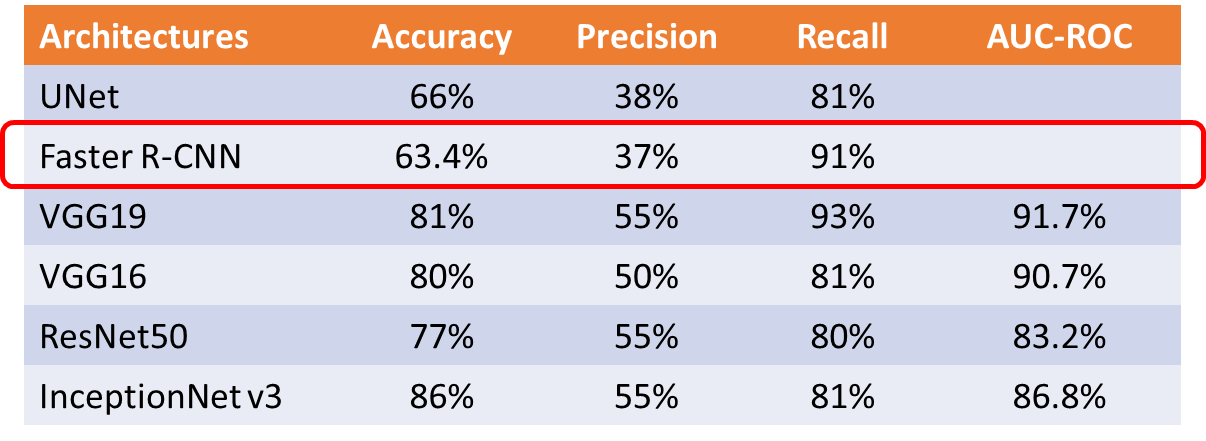 Architectures Accuracy Precision Recall AUC-ROC
UNet 66% 38% 81%
Faster R-CNN 63.4% 37% 91%
VGG19 81% 55% 93% 91.7%
VGG16 80% 50% 81% 90.7%
ResNet50 77% 55% 80% 83.2%
InceptionNet v3 86% 55% 81% 86.8%